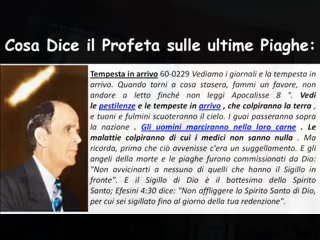 Cosa Dice il Profeta sulle ultime Piaghe:
Tempesta in arrivo 60-0229 Vediamo i giornali e la tempesta in
arrivo. Quando torni a casa stasera, fammi un favore, non
andare a letto finché non leggi Apocalisse 8 ". Vedi
le pestilenze e le tempeste in arrivo , che colpiranno la terra ,
e tuoni e fulmini scuoteranno il cielo. I guai passeranno sopra
la nazione . Gli uomini marciranno nella loro carne . Le
malattie colpiranno di cui i medici non sanno nulla . Ma
ricorda, prima che ciò avvenisse c'era un suggellamento. E gli
angeli della morte e le piaghe furono commissionati da Dio:
"Non avvicinarti a nessuno di quelli che hanno il Sigillo in
fronte". E il Sigillo di Dio è il battesimo dello Spirito
Santo; Efesini 4:30 dice: "Non affliggere lo Spirito Santo di Dio,
per cui sei sigillato fino al giorno della tua redenzione".